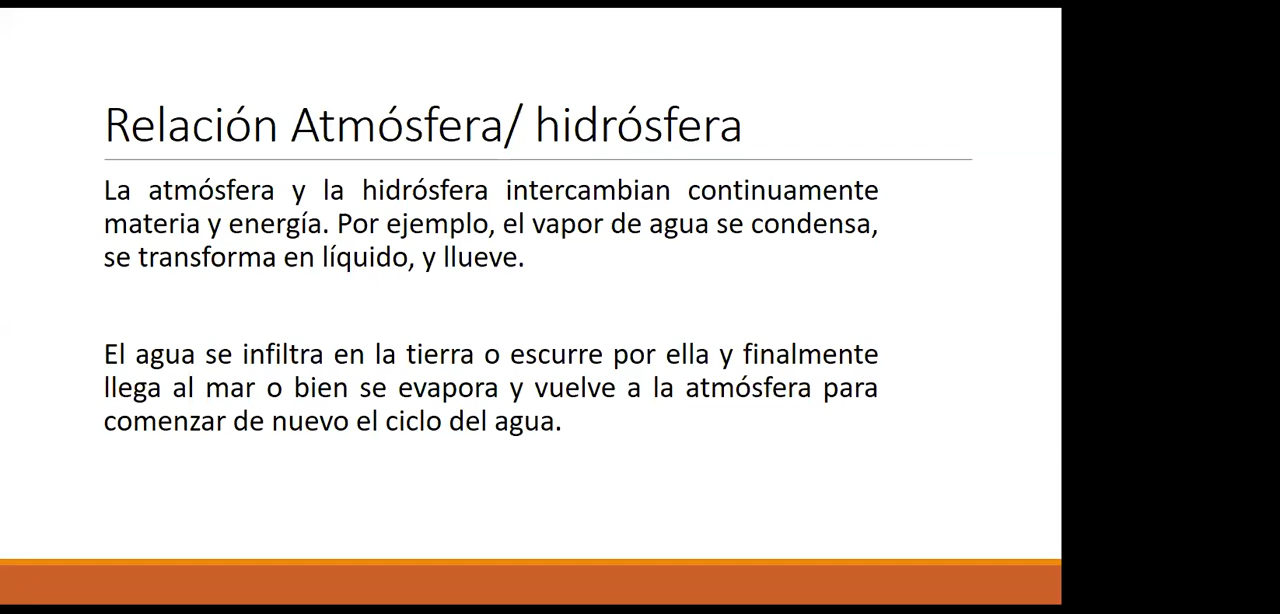 Relación Atmósfera/ hidrósfera
La atmósfera y la hidrósfera intercambian continuamente
materia y energía. Por ejemplo, el vapor de agua se condensa,
se transforma en líquido, y llueve.
El agua se infiltra en la tierra o escurre por ella y finalmente
llega al mar o bien se evapora y vuelve a la atmósfera para
comenzar de nuevo el ciclo del agua.